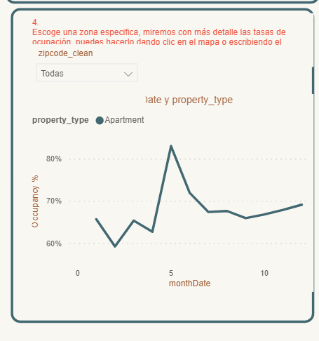 4.
Escoge una zona especifica, miremos con más detalle las tasas de
ocupación, puedes hacerlo dando clic en el mapa o escribiendo el
zipcode_clean
Todas
ate y property_type
property_type Apartment
80%
70%
60%
Occupancy %
0 5 10
monthDate